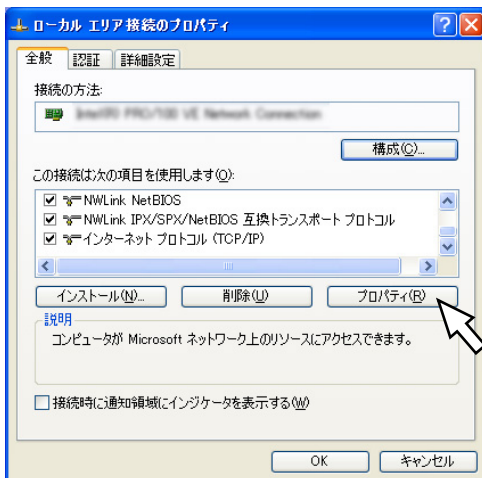 ローカル エリア接続のプロパティ
全般 認証 詳細設定
接続の方法:
Intel(R) PRO/100 VE Network Connection
構成(C)...
この接続は次の項目を使用します(O):
NWLink NetBIOS
NWLink IPX/SPX/NetBIOS 互換トランスポート プロトコル
インターネット プロトコル (TCP/IP)
インストール(N)... 削除(U) プロパティ(R)
説明
コンピュータが Microsoft ネットワーク上のリソースにアクセスできます。
接続時に通知領域にインジケータを表示する(W)
OK キャンセル